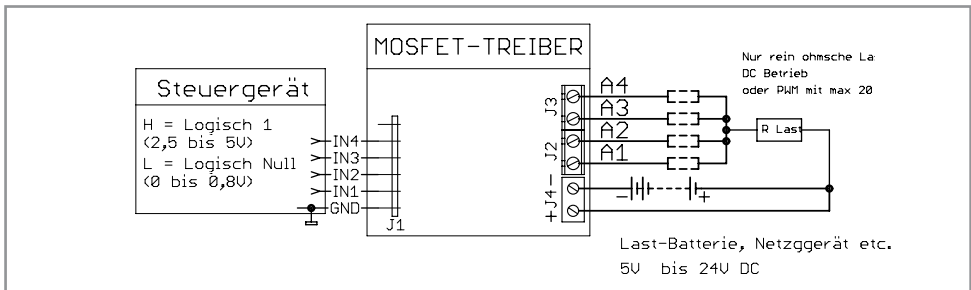 MOSFET-TREIBER
Steuergerät
H = Logisch 1
(2,5 bis 5V)
L = Logisch Null
(0 bis 0,8V)
IN4
IN3
IN2
IN1
GND
J1
J3
J2
J4
A4
A3
A2
A1
-
+
-
+
R Last
Nur rein ohmsche La
DC Betrieb
oder PWM mit max 20
Last-Batterie, Netzggerät etc.
5V bis 24V DC